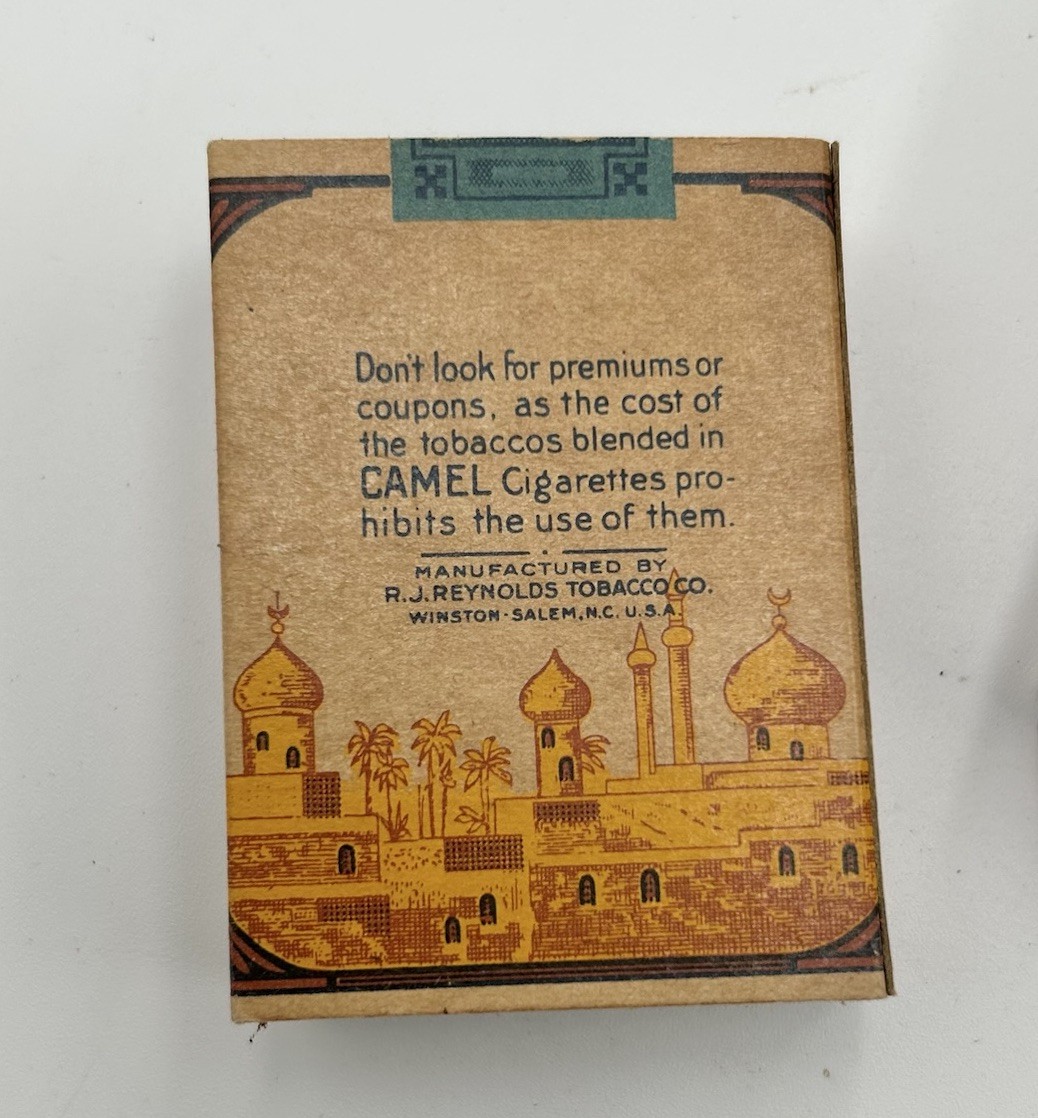 Don't look for premiums or
coupons, as the cost of
the tobaccos blended in
CAMEL Cigarettes pro-
hibits the use of them.
MANUFACTURED BY
R.J.REYNOLDS TOBACCO CO.
WINSTON-SALEM, N.C. U.S.A.